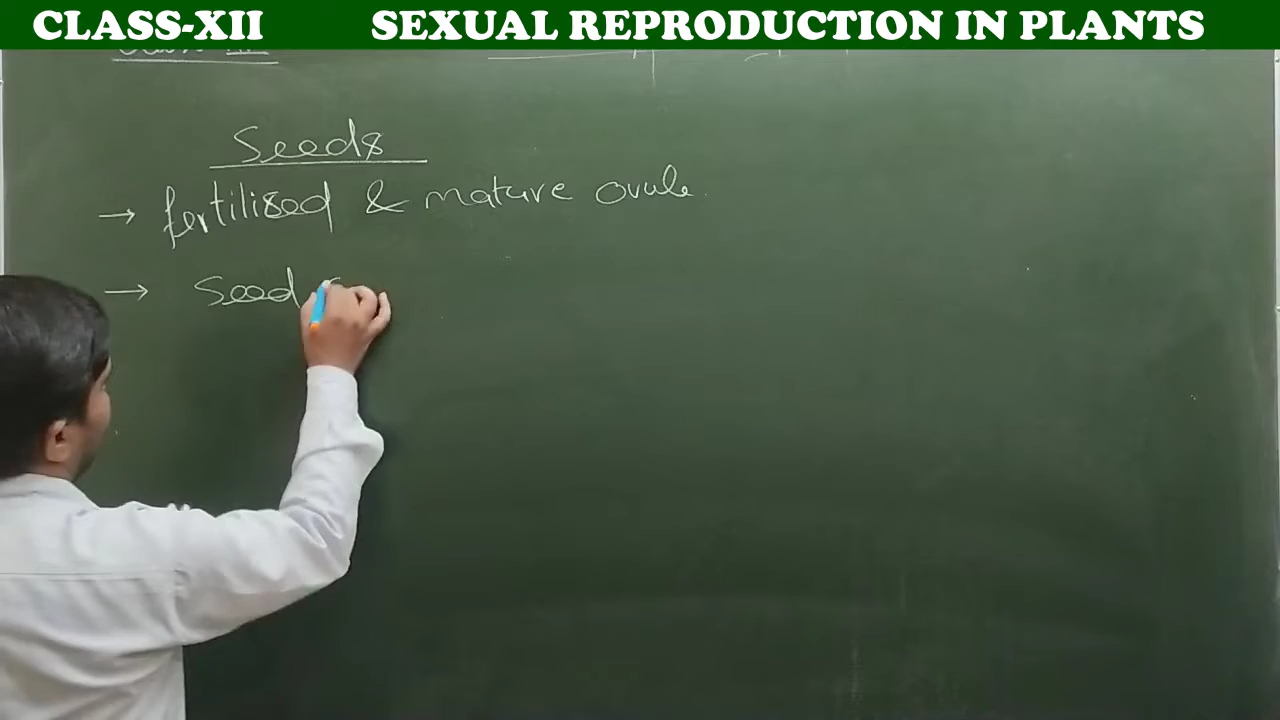 CLASS-XII SEXUAL REPRODUCTION IN PLANTS
Seeds
→ fertilised & mature ovule.
→ Seed